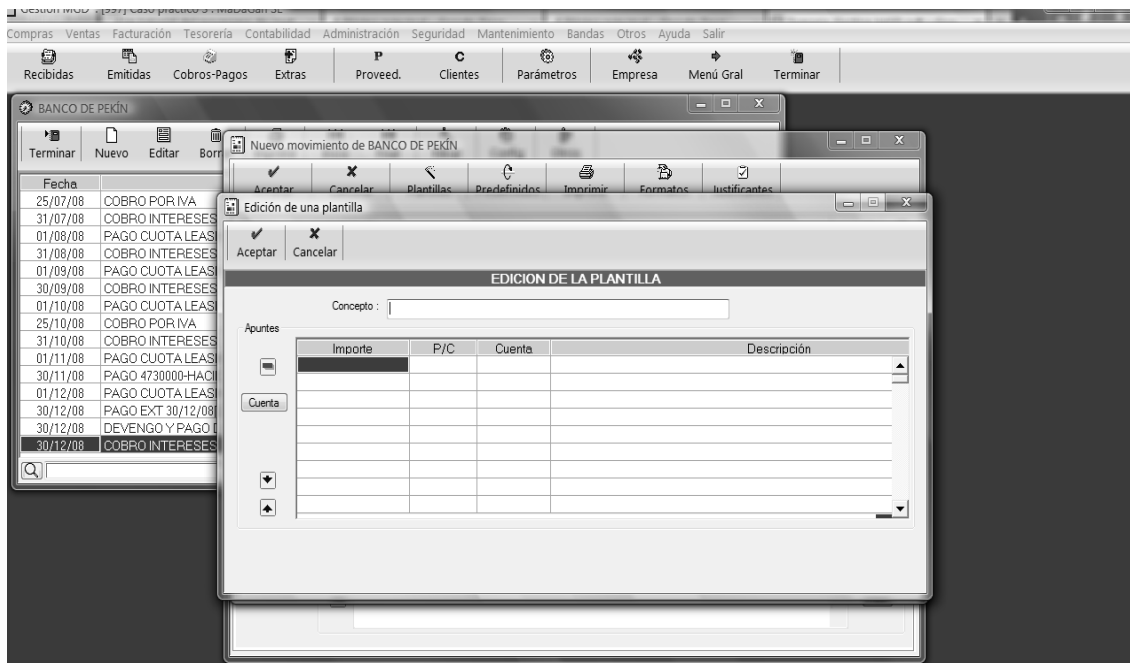 Gestión MGD : [997] Caso práctico 3 : MaDaGan SL
Compras Ventas Facturación Tesorería Contabilidad Administración Seguridad Mantenimiento Bandas Otros Ayuda Salir
P C
Recibidas Emitidas Cobros-Pagos Extras Proveed. Clientes Parámetros Empresa Menú Gral Terminar
BANCO DE PEKÍN
Terminar Nuevo Editar Borr
Nuevo movimiento de BANCO DE PEKÍN
Aceptar Cancelar Plantillas Predefinidos Imprimir Formatos Justificantes
Fecha
25/07/08 COBRO POR IVA
31/07/08 COBRO INTERESES
01/08/08 PAGO CUOTA LEAS
31/08/08 COBRO INTERESES
01/09/08 PAGO CUOTA LEAS
30/09/08 COBRO INTERESES
01/10/08 PAGO CUOTA LEAS
25/10/08 COBRO POR IVA
31/10/08 COBRO INTERESES
01/11/08 PAGO CUOTA LEAS
30/11/08 PAGO 4730000-HACI
01/12/08 PAGO CUOTA LEAS
30/12/08 PAGO EXT 30/12/08
30/12/08 DEVENGO Y PAGO
30/12/08 COBRO INTERESES
Edición de una plantilla
Aceptar Cancelar
EDICION DE LA PLANTILLA
Concepto :
Apuntes
Importe P/C Cuenta Descripción
Cuenta